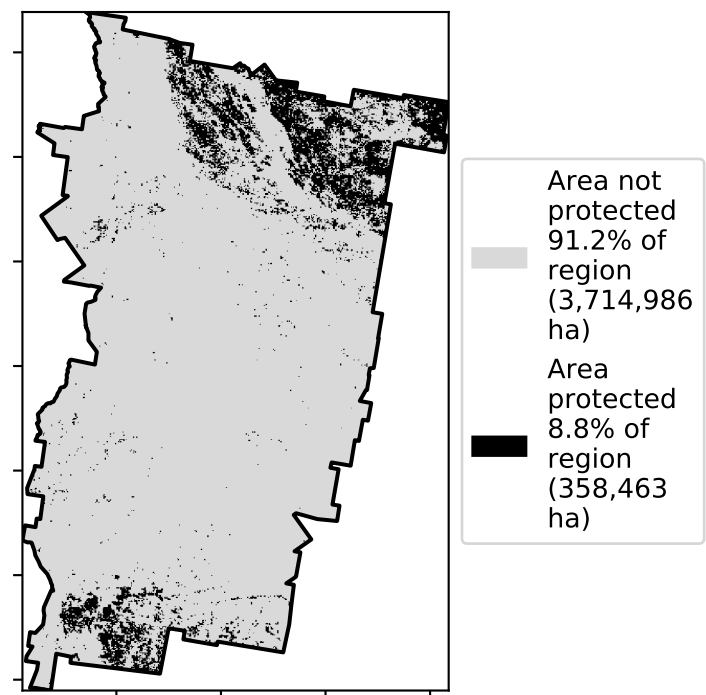 Area not
protected
91.2% of
region
(3,714,986
ha)
Area
protected
8.8% of
region
(358,463
ha)